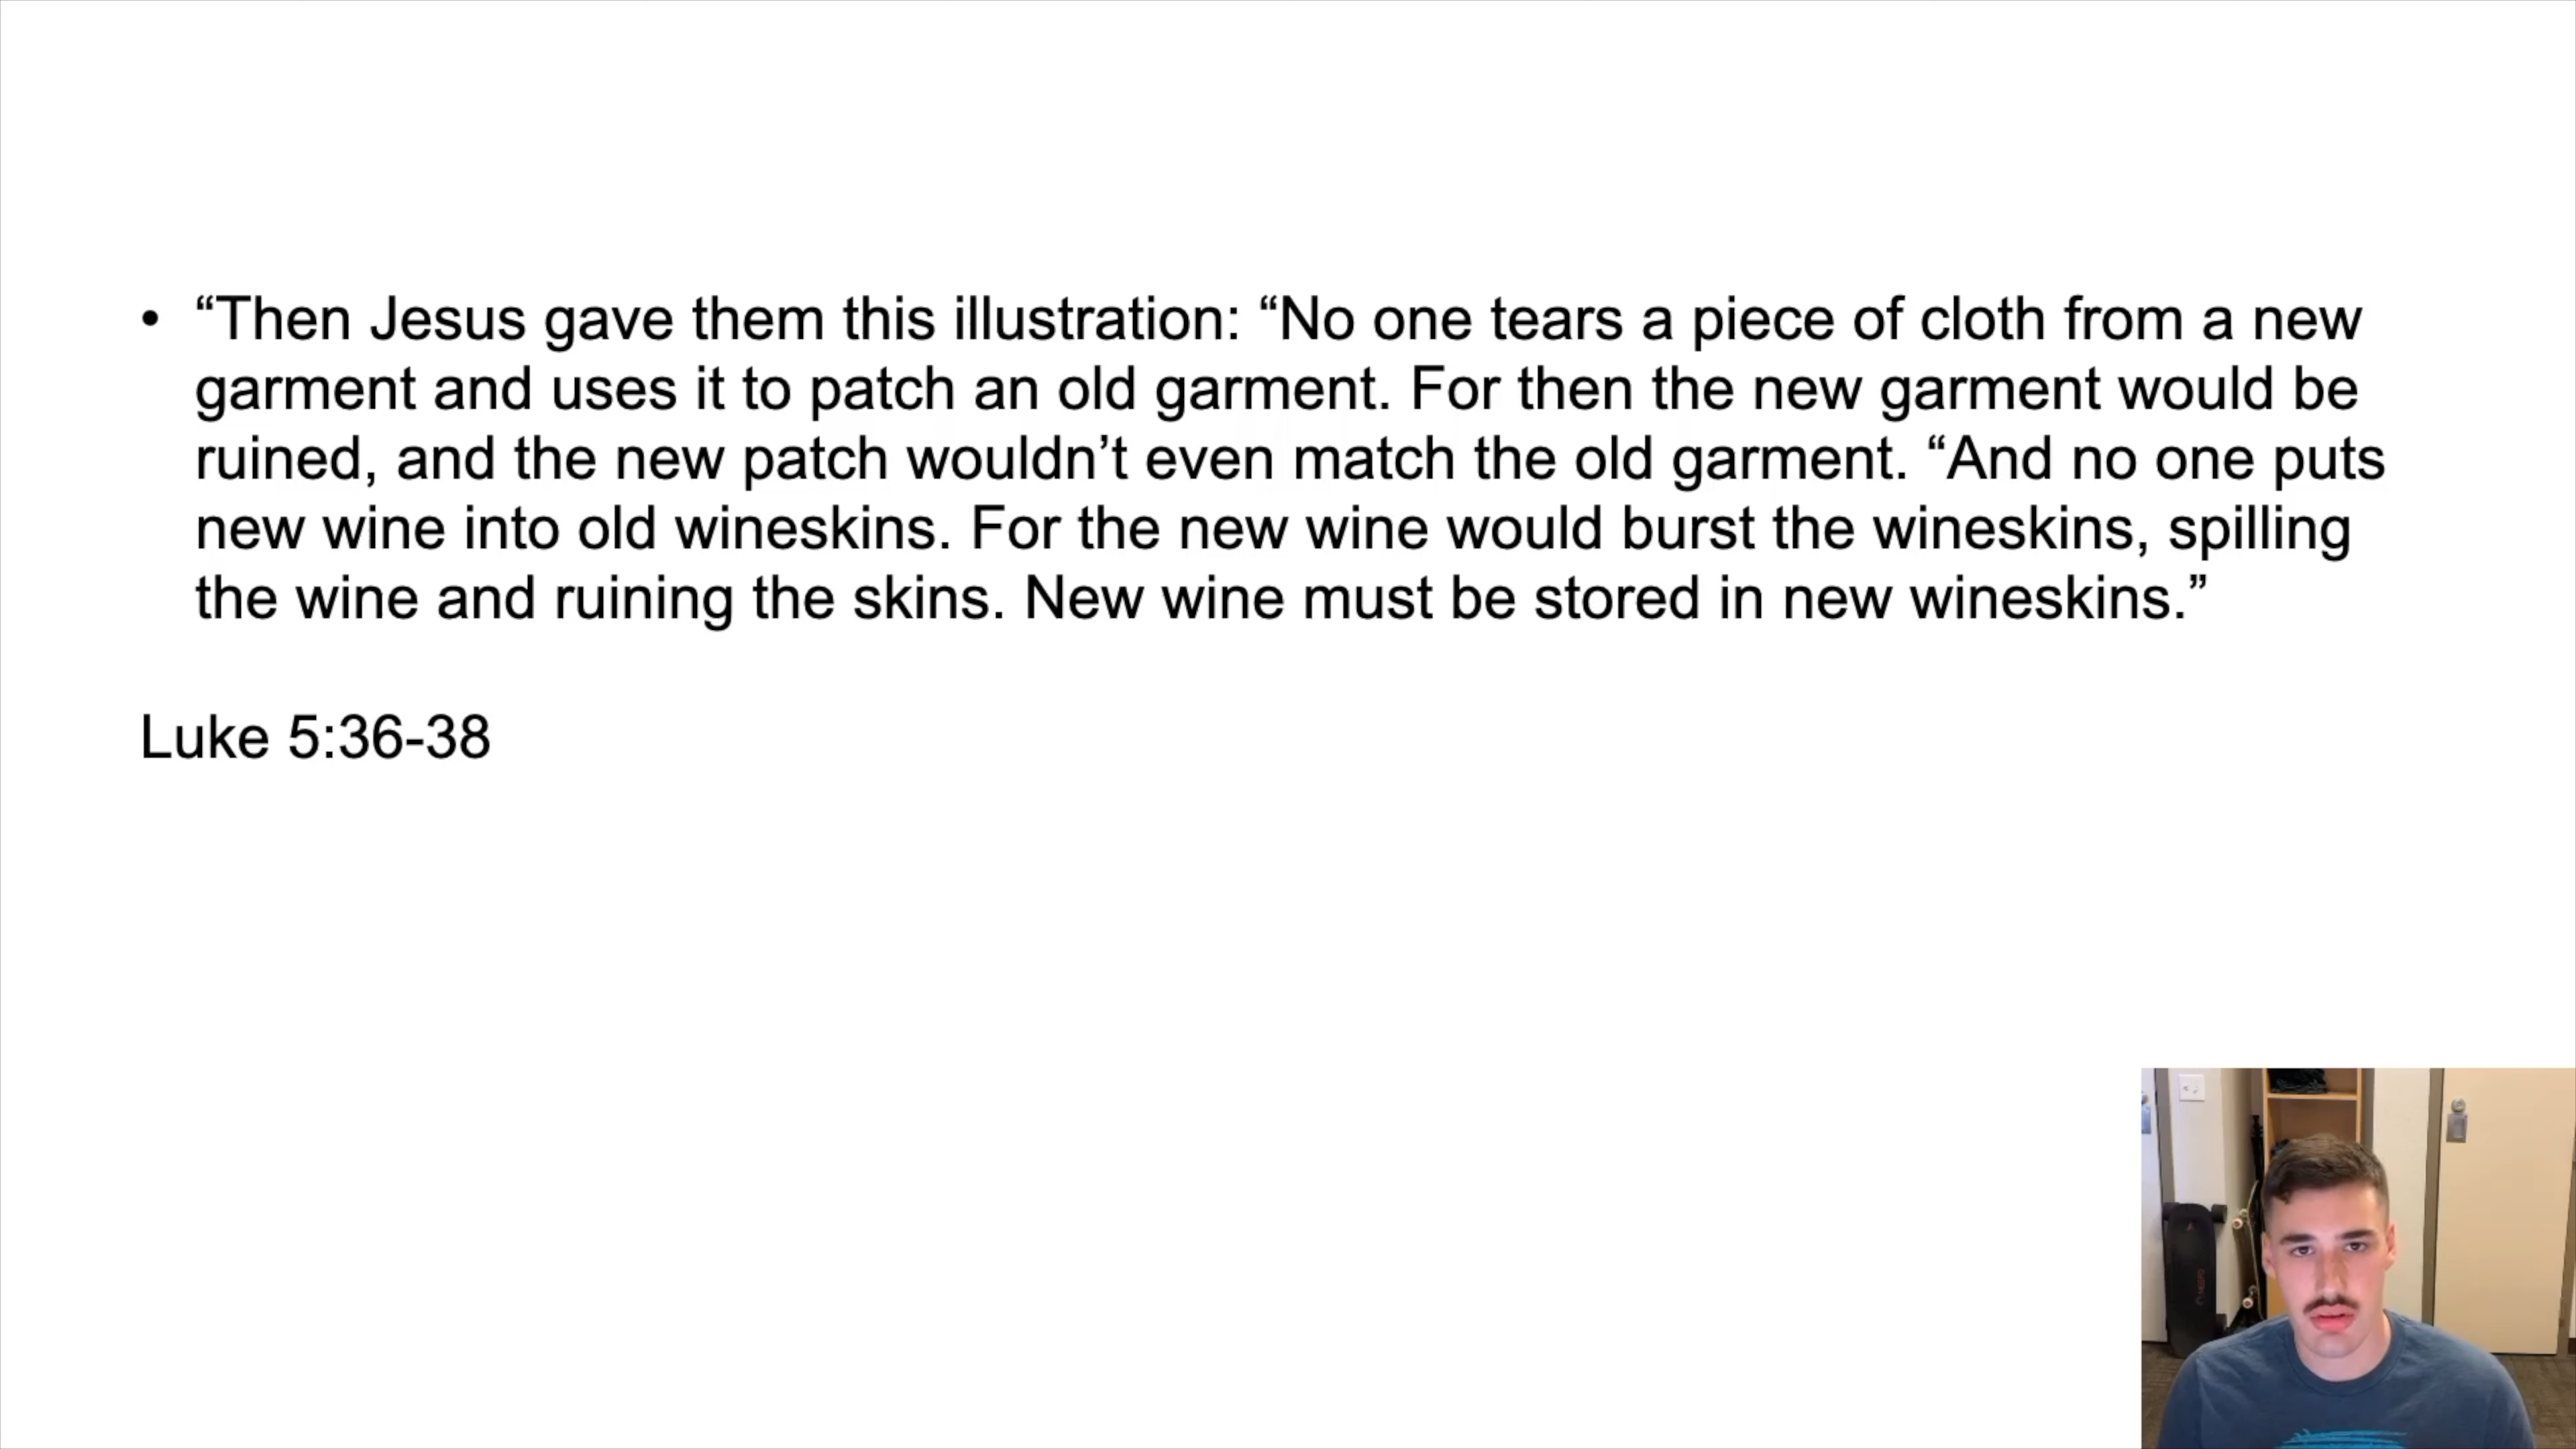 • “Then Jesus gave them this illustration: “No one tears a piece of cloth from a new
garment and uses it to patch an old garment. For then the new garment would be
ruined, and the new patch wouldn’t even match the old garment. “And no one puts
new wine into old wineskins. For the new wine would burst the wineskins, spilling
the wine and ruining the skins. New wine must be stored in new wineskins.”
Luke 5:36-38